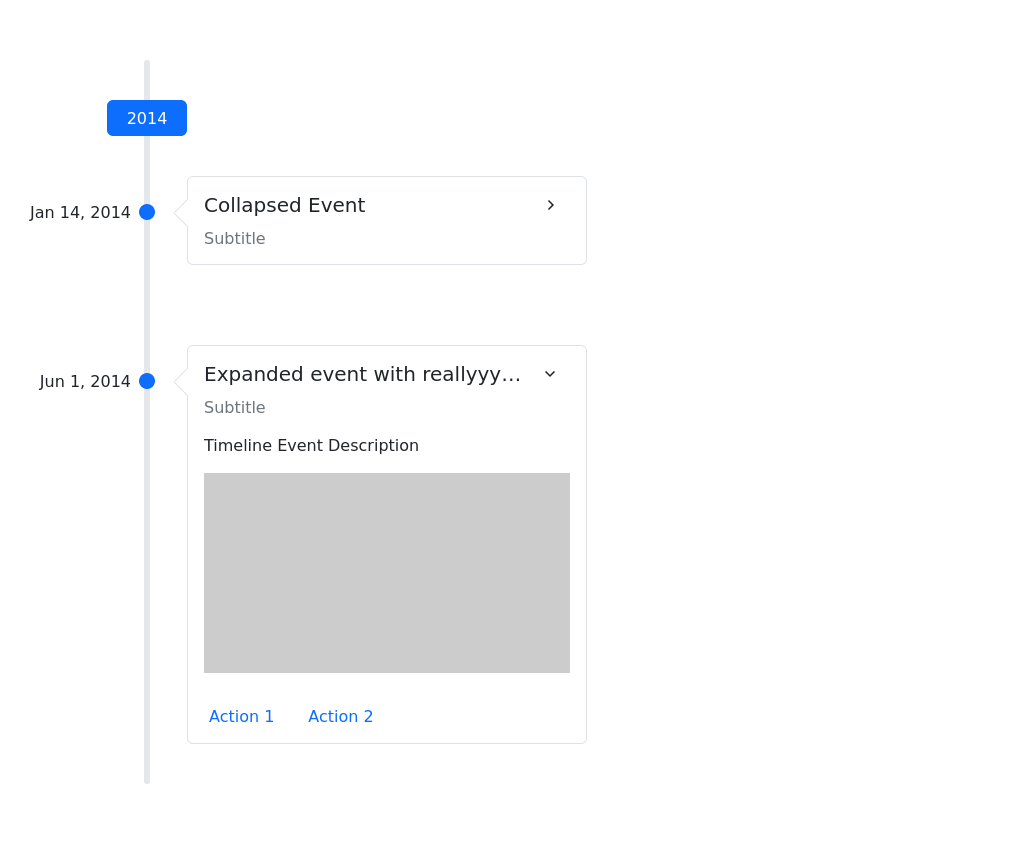 2014
Jan 14, 2014
Collapsed Event
Subtitle
Jun 1, 2014
Expanded event with reallyyy...
Subtitle
Timeline Event Description
Action 1 Action 2